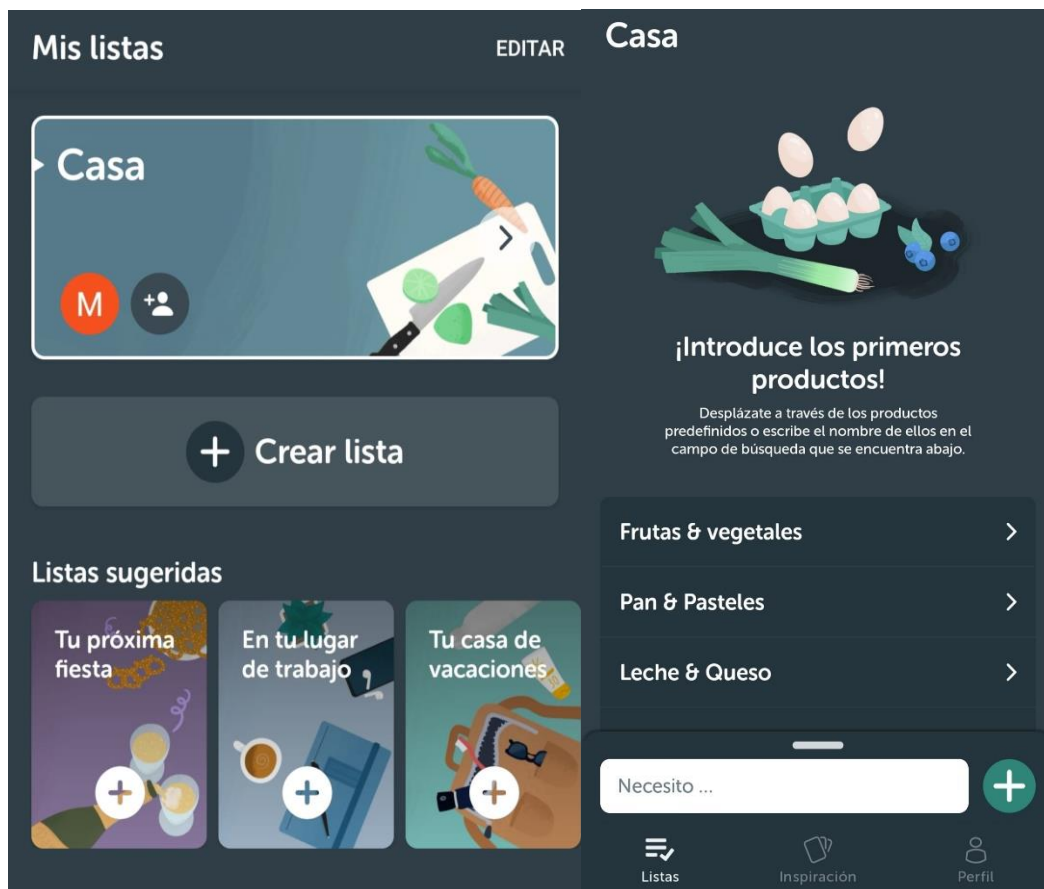 Mis listas
EDITAR
Casa
M
Crear lista
Listas sugeridas
Tu próxima
fiesta
En tu lugar
de trabajo
Tu casa de
vacaciones
Casa
¡Introduce los primeros
productos!
Desplázate a través de los productos
predefinidos o escribe el nombre de ellos en el
campo de búsqueda que se encuentra abajo.
Frutas & vegetales
Pan & Pasteles
Leche & Queso
Necesito ...
Listas
Inspiración
Perfil